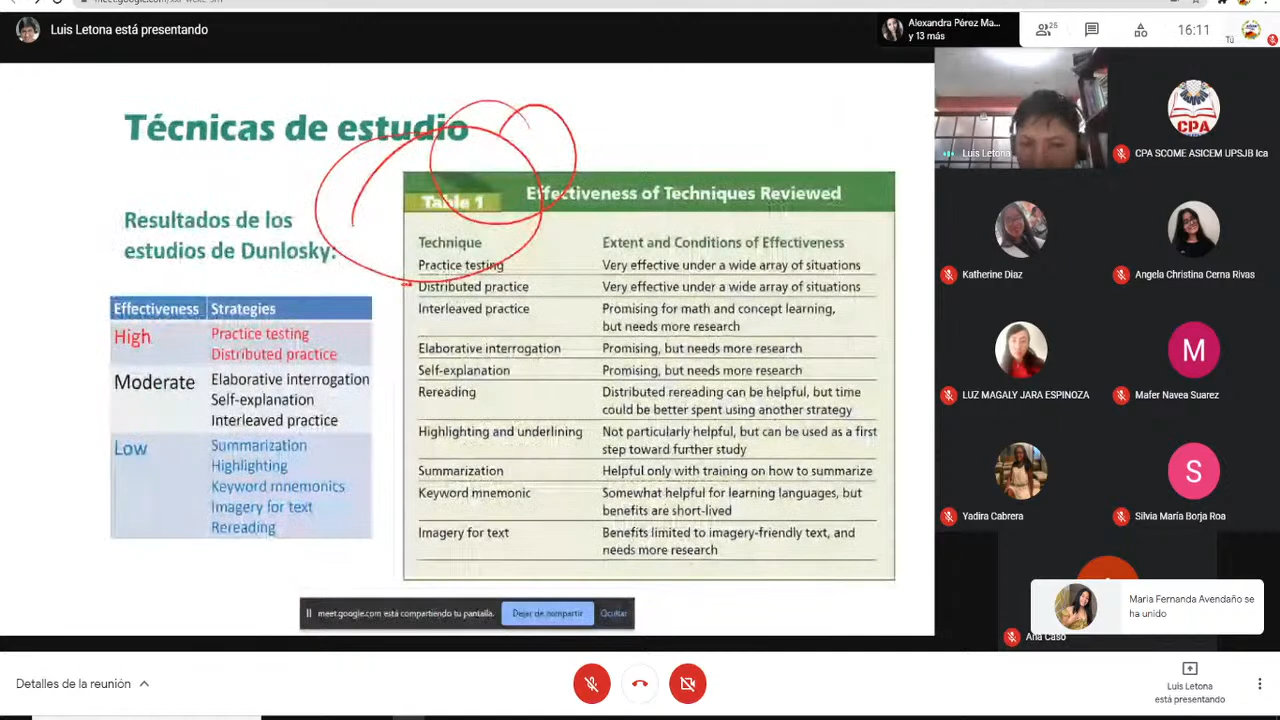 Luis Letona está presentando
Alexandra Pérez Ma...
y 13 más
25
16:11
Tú
Técnicas de estudio
Resultados de los
estudios de Dunlosky:
Effectiveness Strategies
High
Practice testing
Distributed practice
Moderate
Elaborative interrogation
Self-explanation
Interleaved practice
Low
Summarization
Highlighting
Keyword mnemonics
Imagery for text
Rereading
Table 1
Effectiveness of Techniques Reviewed
Technique Extent and Conditions of Effectiveness
Practice testing Very effective under a wide array of situations
Distributed practice Very effective under a wide array of situations
Interleaved practice Promising for math and concept learning,
but needs more research
Elaborative interrogation Promising, but needs more research
Self-explanation Promising, but needs more research
Rereading Distributed rereading can be helpful, but time
could be better spent using another strategy
Highlighting and underlining Not particularly helpful, but can be used as a first
step toward further study
Summarization Helpful only with training on how to summarize
Keyword mnemonic Somewhat helpful for learning languages, but
benefits are short-lived
Imagery for text Benefits limited to imagery-friendly text, and
needs more research
meet.google.com está compartiendo tu pantalla.
Dejar de compartir
Ocultar
Luis Letona
CPA
CPA SCOME ASICEM UPSJB Ica
Katherine Diaz
Angela Christina Cerna Rivas
LUZ MAGALY JARA ESPINOZA
M
Mafer Navea Suarez
Yadira Cabrera
S
Silvia María Borja Roa
Ana Caso
Maria Fernanda Avendaño se
ha unido
Detalles de la reunión
Luis Letona
está presentando